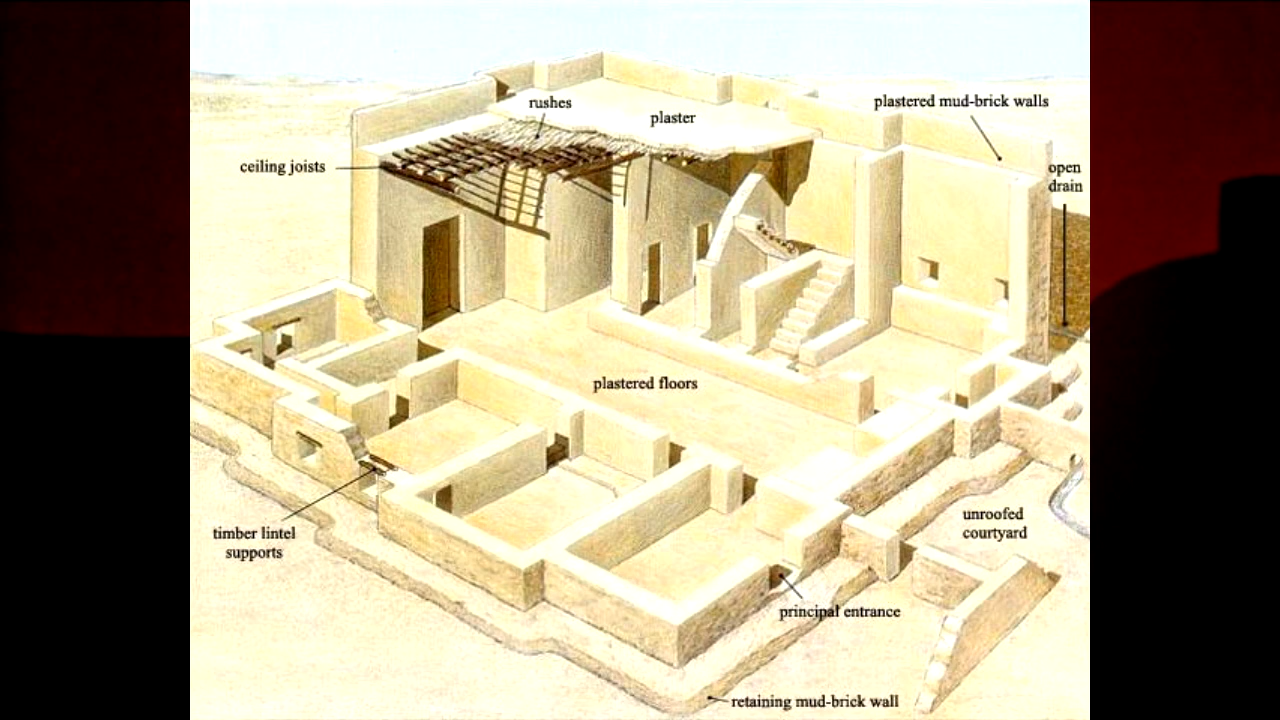 rushes
plaster
plastered mud-brick walls
ceiling joists
open
drain
plastered floors
timber lintel
supports
unroofed
courtyard
principal entrance
retaining mud-brick wall